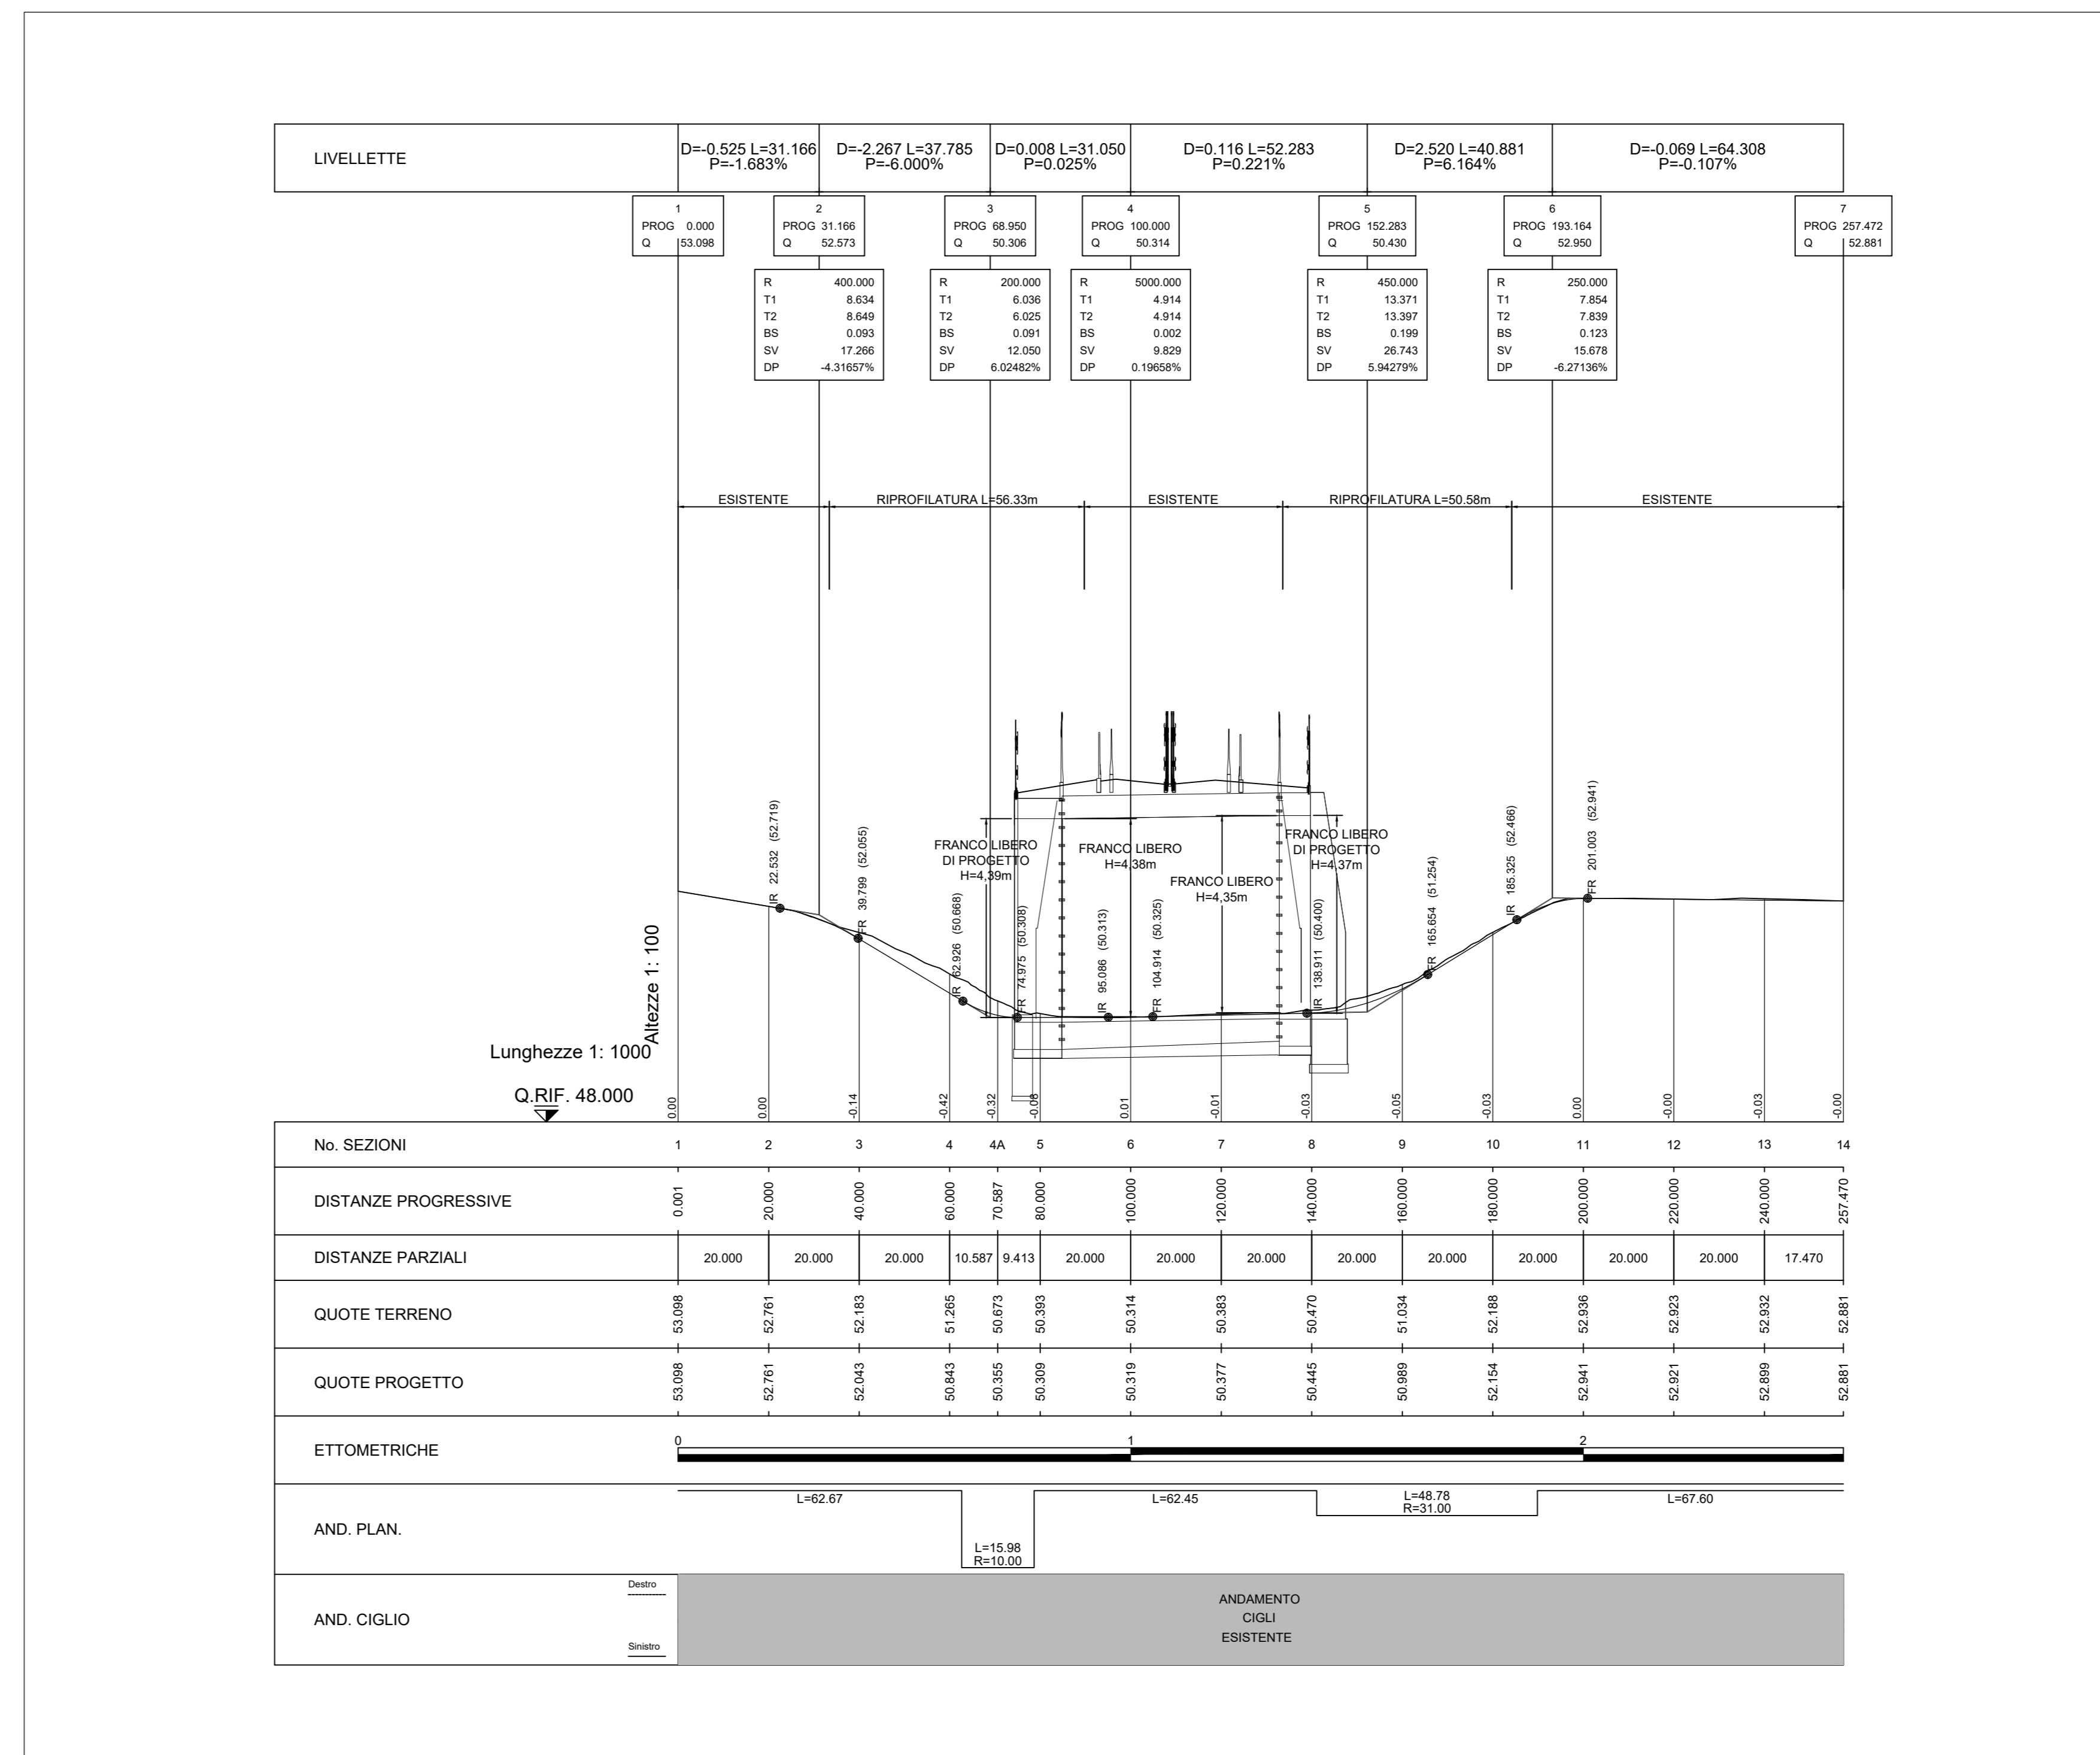 LIVELLETTE
D=-0.525 L=31.166
P=-1.683%
D=-2.267 L=37.785
P=-6.000%
D=0.008 L=31.050
P=0.025%
D=0.116 L=52.283
P=0.221%
D=2.520 L=40.881
P=6.164%
D=-0.069 L=64.308
P=-0.107%
1
PROG 0.000
Q 53.098
2
PROG 31.166
Q 52.573
3
PROG 68.950
Q 50.306
4
PROG 100.000
Q 50.314
5
PROG 152.283
Q 50.430
6
PROG 193.164
Q 52.950
7
PROG 257.472
Q 52.881
R 400.000
T1 8.634
T2 8.649
BS 0.093
SV 17.266
DP -4.31657%
R 200.000
T1 6.036
T2 6.025
BS 0.091
SV 12.050
DP 6.02482%
R 5000.000
T1 4.914
T2 4.914
BS 0.002
SV 9.829
DP 0.19658%
R 450.000
T1 13.371
T2 13.397
BS 0.199
SV 26.743
DP 5.94279%
R 250.000
T1 7.854
T2 7.839
BS 0.123
SV 15.678
DP -6.27136%
ESISTENTE
RIPROFILATURA L=56.33m
ESISTENTE
RIPROFILATURA L=50.58m
ESISTENTE
IR 22.532 (52.719)
FR 39.799 (52.055)
IR 62.926 (50.668)
FR 74.975 (50.308)
IR 95.086 (50.313)
FR 104.914 (50.325)
IR 138.911 (50.400)
FR 165.654 (51.254)
IR 185.325 (52.466)
FR 201.003 (52.941)
FRANCO LIBERO
DI PROGETTO
H=4,39m
FRANCO LIBERO
H=4,38m
FRANCO LIBERO
H=4,35m
FRANCO LIBERO
DI PROGETTO
H=4,37m
Altezze 1: 100
Lunghezze 1: 1000
Q.RIF. 48.000
0.00
0.00
-0.14
-0.42
-0.32
-0.08
0.01
-0.01
-0.03
-0.05
-0.03
0.00
-0.00
-0.03
-0.00
No. SEZIONI
1 2 3 4 4A 5 6 7 8 9 10 11 12 13 14
DISTANZE PROGRESSIVE
0.001
20.000
40.000
60.000
70.587
80.000
100.000
120.000
140.000
160.000
180.000
200.000
220.000
240.000
257.470
DISTANZE PARZIALI
20.000 20.000 20.000 10.587 9.413 20.000 20.000 20.000 20.000 20.000 20.000 20.000 20.000 17.470
QUOTE TERRENO
53.098
52.761
52.183
51.265
50.673
50.393
50.314
50.383
50.470
51.034
52.188
52.936
52.923
52.932
52.881
QUOTE PROGETTO
53.098
52.761
52.043
50.843
50.355
50.309
50.319
50.377
50.445
50.989
52.154
52.941
52.921
52.899
52.881
ETTOMETRICHE
0 1 2
AND. PLAN.
L=62.67
L=15.98
R=10.00
L=62.45
L=48.78
R=31.00
L=67.60
AND. CIGLIO
Destro
Sinistro
ANDAMENTO
CIGLI
ESISTENTE